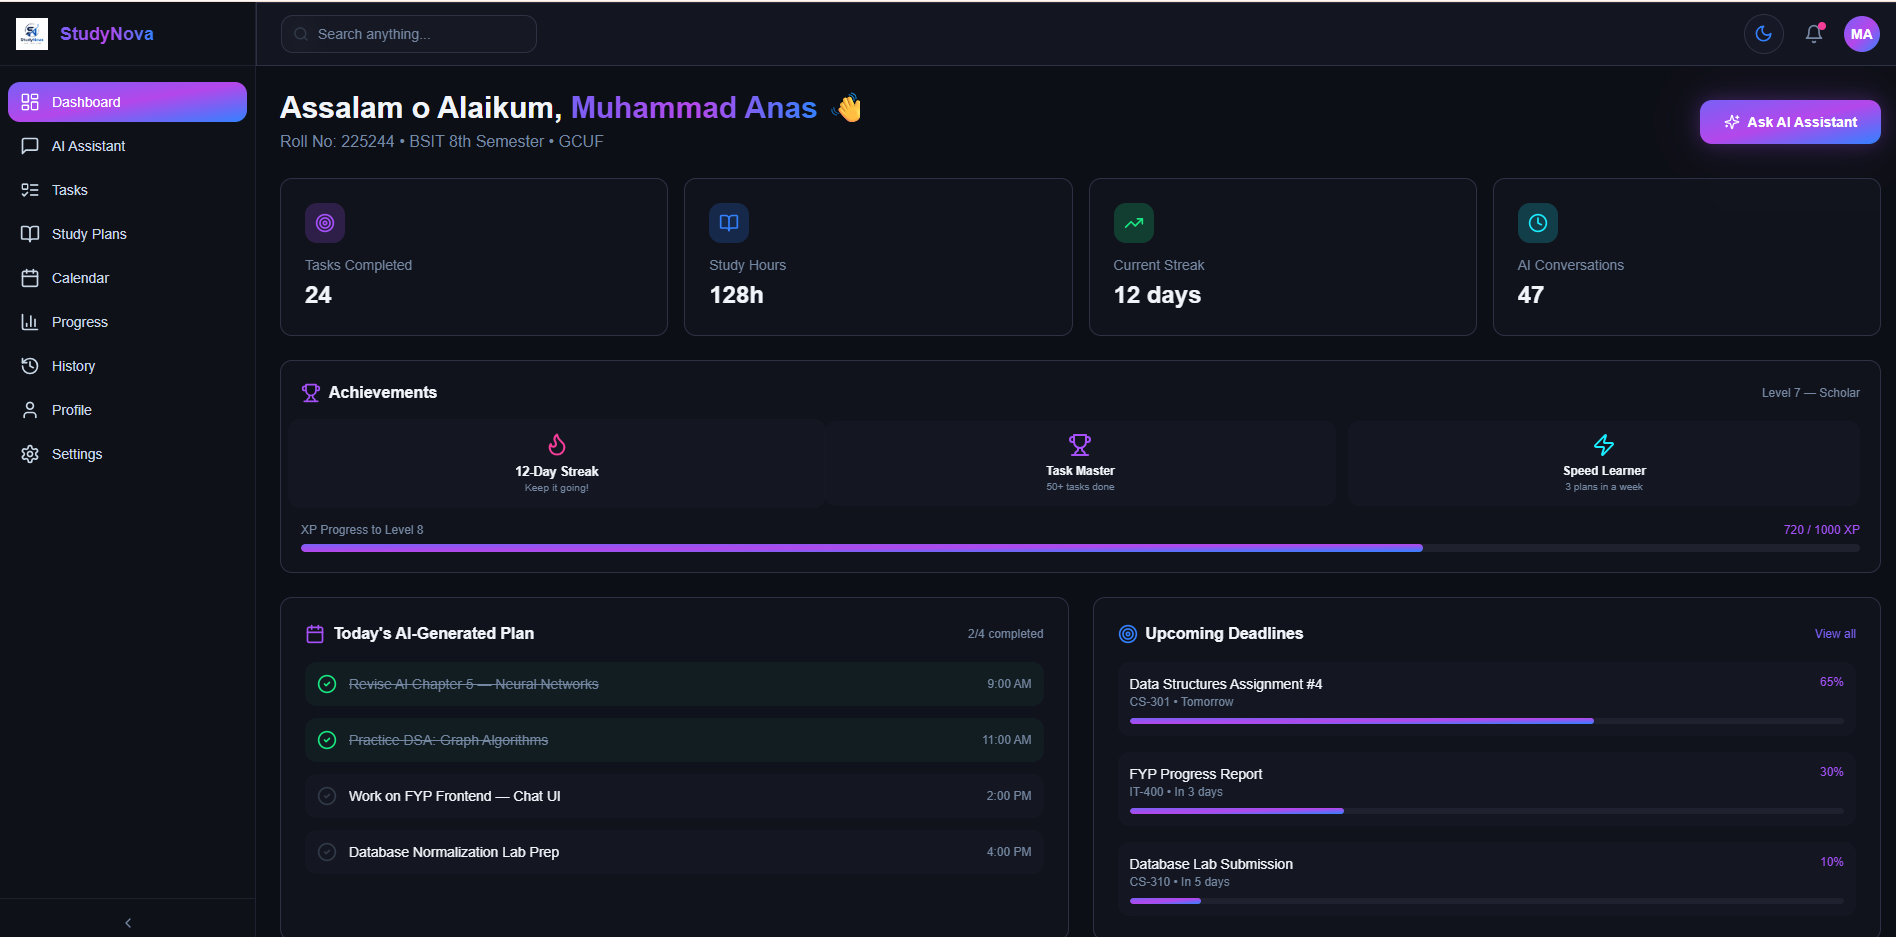 StudyNova
StudyNova
Search anything...
MA
Dashboard
AI Assistant
Tasks
Study Plans
Calendar
Progress
History
Profile
Settings
Assalam o Alaikum, Muhammad Anas 👋
Roll No: 225244 • BSIT 8th Semester • GCUF
Ask AI Assistant
Tasks Completed
24
Study Hours
128h
Current Streak
12 days
AI Conversations
47
Achievements
Level 7 — Scholar
12-Day Streak
Keep it going!
Task Master
50+ tasks done
Speed Learner
3 plans in a week
XP Progress to Level 8
720 / 1000 XP
Today's AI-Generated Plan
2/4 completed
Revise AI Chapter 5 — Neural Networks
9:00 AM
Practice DSA: Graph Algorithms
11:00 AM
Work on FYP Frontend — Chat UI
2:00 PM
Database Normalization Lab Prep
4:00 PM
Upcoming Deadlines
View all
Data Structures Assignment #4
65%
CS-301 • Tomorrow
FYP Progress Report
30%
IT-400 • In 3 days
Database Lab Submission
10%
CS-310 • In 5 days